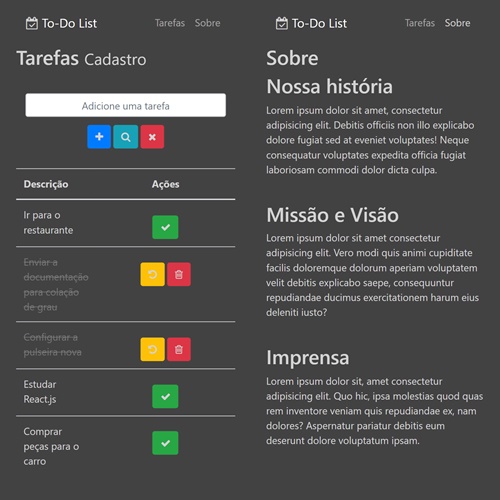 To-Do List
Tarefas Sobre
Tarefas Cadastro
Adicione uma tarefa
Descrição Ações
Ir para o
restaurante
Enviar a
documentação
para colação
de grau
Configurar a
pulseira nova
Estudar
React.js
Comprar
peças para o
carro
To-Do List
Tarefas Sobre
Sobre
Nossa história
Lorem ipsum dolor sit amet, consectetur
adipisicing elit. Debitis officiis non illo explicabo
dolore fugiat sed at eveniet voluptates! Neque
consequatur voluptates expedita officia fugiat
laboriosam commodi dolor dicta culpa.
Missão e Visão
Lorem ipsum dolor sit amet, consectetur
adipisicing elit. Vero modi quis animi cupiditate
facilis doloremque dolorum aperiam voluptatem
velit debitis explicabo saepe, consequuntur
repudiandae ducimus exercitationem harum eius
deleniti iusto?
Imprensa
Lorem ipsum dolor sit, amet consectetur
adipisicing elit. Quo hic, ipsa molestias quod quas
rem inventore veniam quis repudiandae ex, nam
dolores? Aspernatur pariatur debitis eum
deserunt dolore voluptatum ipsam.